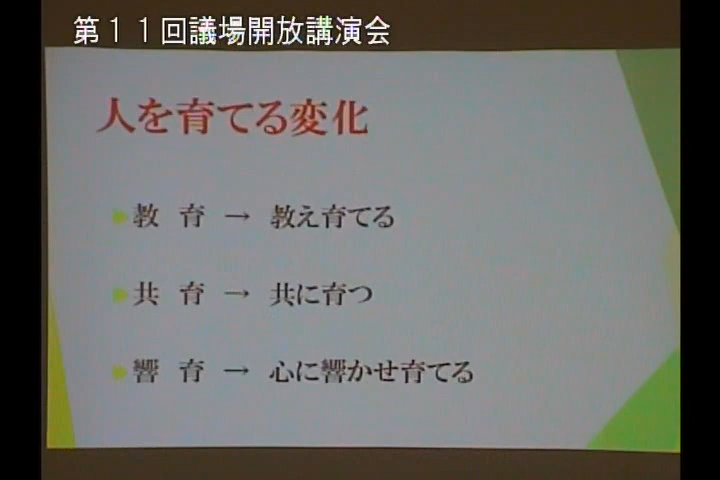 第１１回議場開放講演会
人を育てる変化
教 育 → 教え育てる
共 育 → 共に育つ
響 育 → 心に響かせ育てる